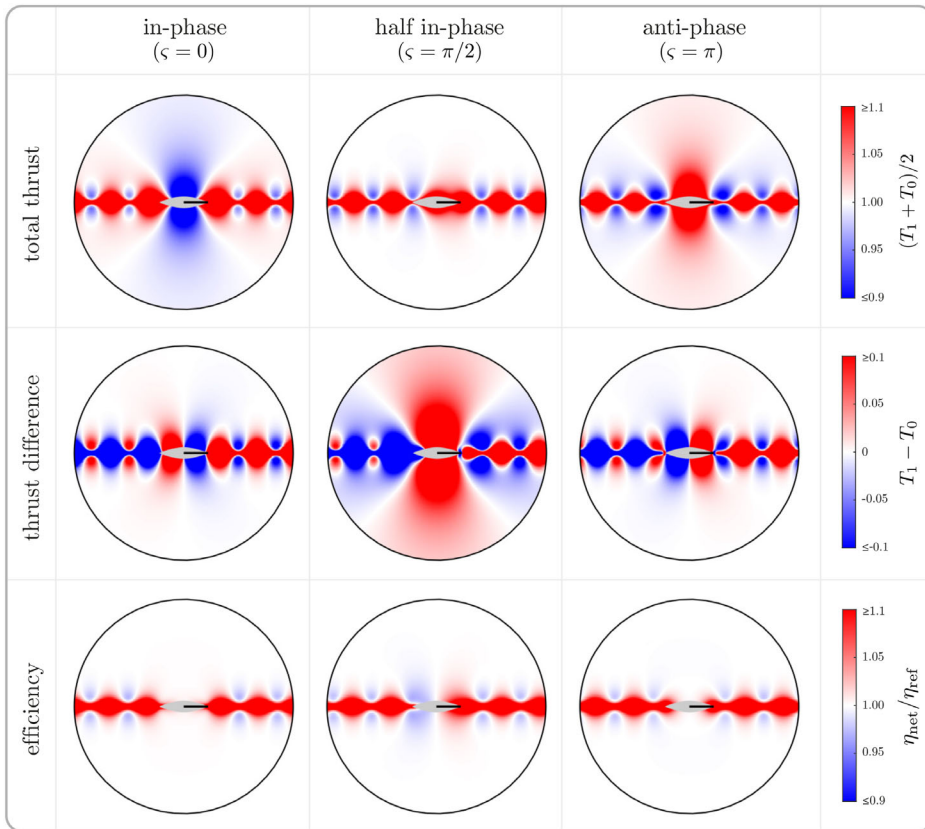 in-phase
(ς = 0)
half in-phase
(ς = π/2)
anti-phase
(ς = π)
total thrust
≥1.1
1.05
1.00
0.95
≤0.9
(T₁ + T₀)/2
thrust difference
≥0.1
0.05
0
-0.05
≤-0.1
T₁ − T₀
efficiency
≥1.1
1.05
1.00
0.95
≤0.9
ηnet/ηref